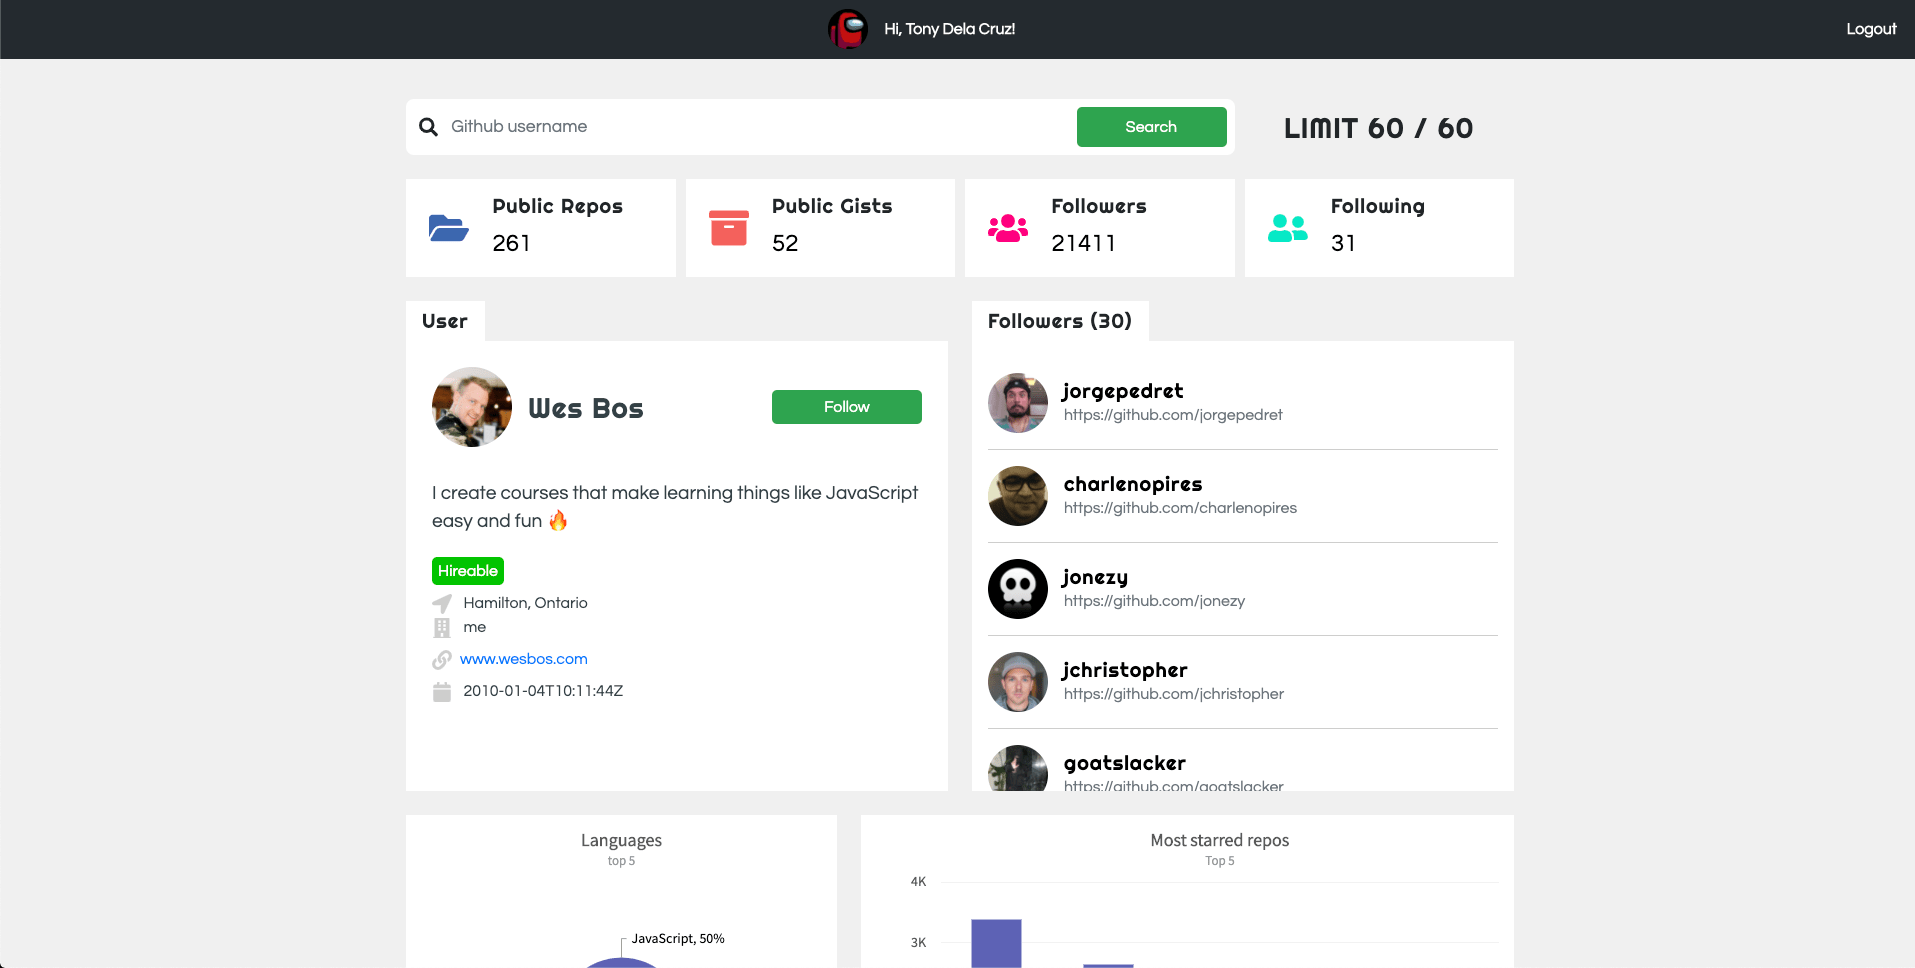 Hi, Tony Dela Cruz!
Logout
Github username
Search
LIMIT 60 / 60
Public Repos
261
Public Gists
52
Followers
21411
Following
31
User
Wes Bos
Follow
I create courses that make learning things like JavaScript
easy and fun 🔥
Hireable
Hamilton, Ontario
me
www.wesbos.com
2010-01-04T10:11:44Z
Followers (30)
jorgepedret
https://github.com/jorgepedret
charlenopires
https://github.com/charlenopires
jonezy
https://github.com/jonezy
jchristopher
https://github.com/jchristopher
goatslacker
https://github.com/goatslacker
Languages
top 5
JavaScript, 50%
Most starred repos
Top 5
4K
3K